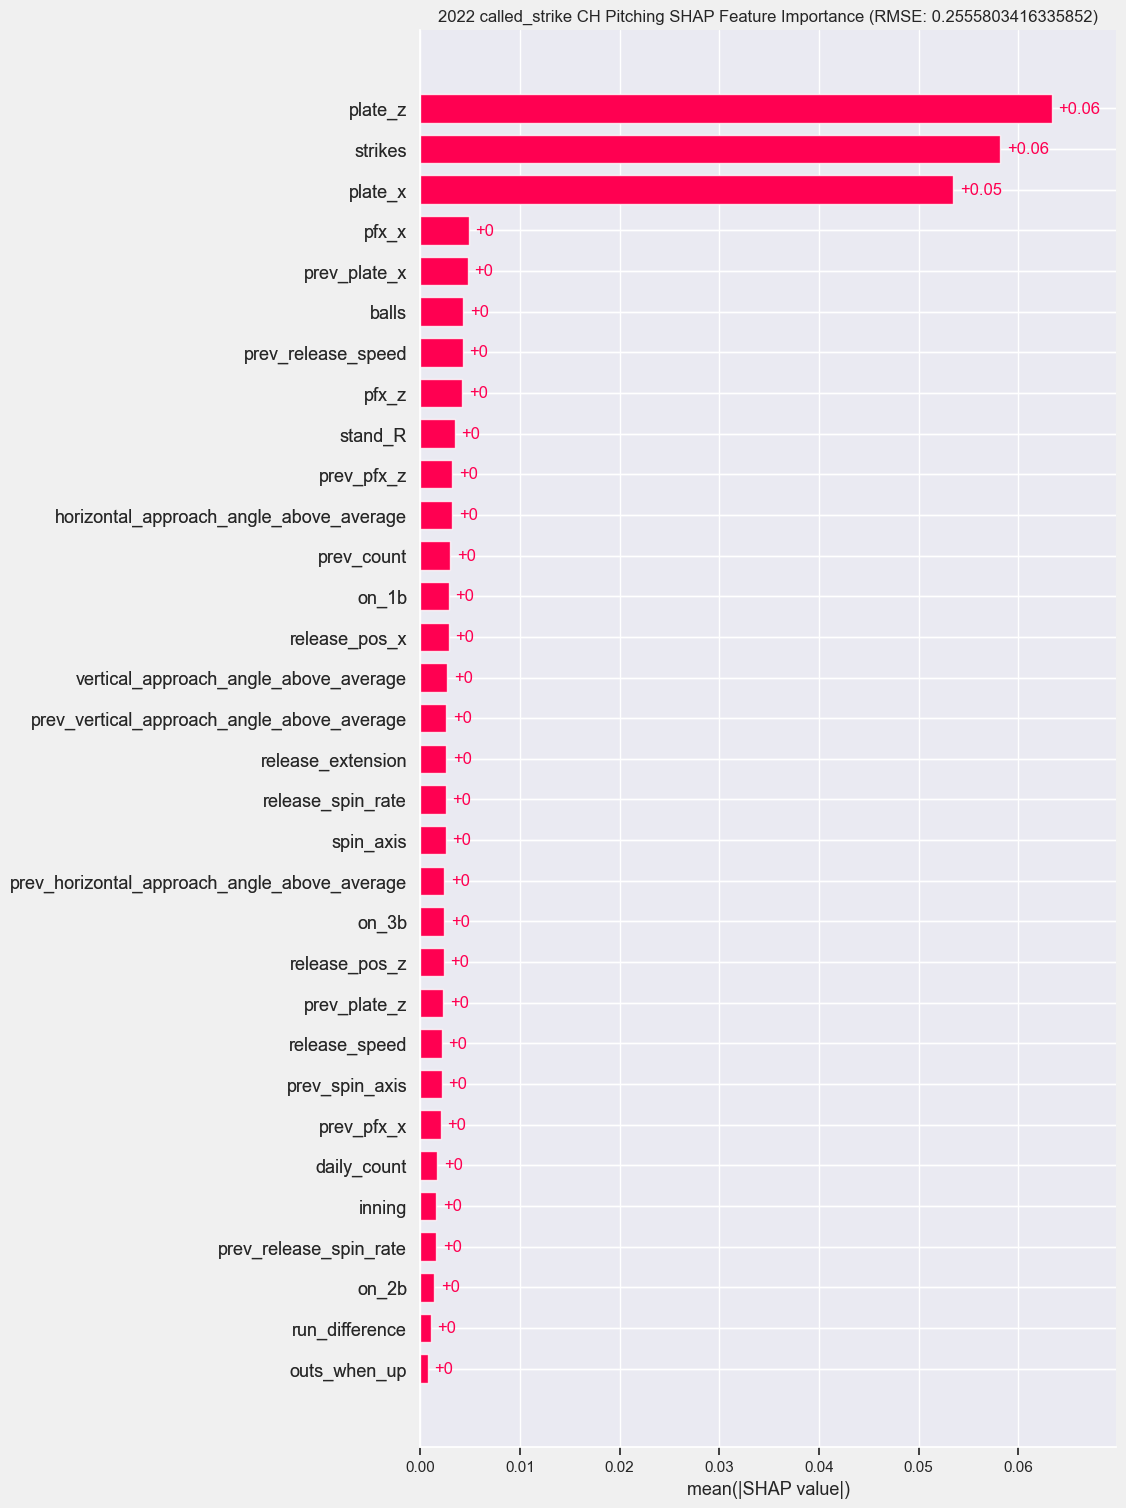 2022 called_strike CH Pitching SHAP Feature Importance (RMSE: 0.2555803416335852)
plate_z +0.06
strikes +0.06
plate_x +0.05
pfx_x +0
prev_plate_x +0
balls +0
prev_release_speed +0
pfx_z +0
stand_R +0
prev_pfx_z +0
horizontal_approach_angle_above_average +0
prev_count +0
on_1b +0
release_pos_x +0
vertical_approach_angle_above_average +0
prev_vertical_approach_angle_above_average +0
release_extension +0
release_spin_rate +0
spin_axis +0
prev_horizontal_approach_angle_above_average +0
on_3b +0
release_pos_z +0
prev_plate_z +0
release_speed +0
prev_spin_axis +0
prev_pfx_x +0
daily_count +0
inning +0
prev_release_spin_rate +0
on_2b +0
run_difference +0
outs_when_up +0
0.00 0.01 0.02 0.03 0.04 0.05 0.06
mean(|SHAP value|)